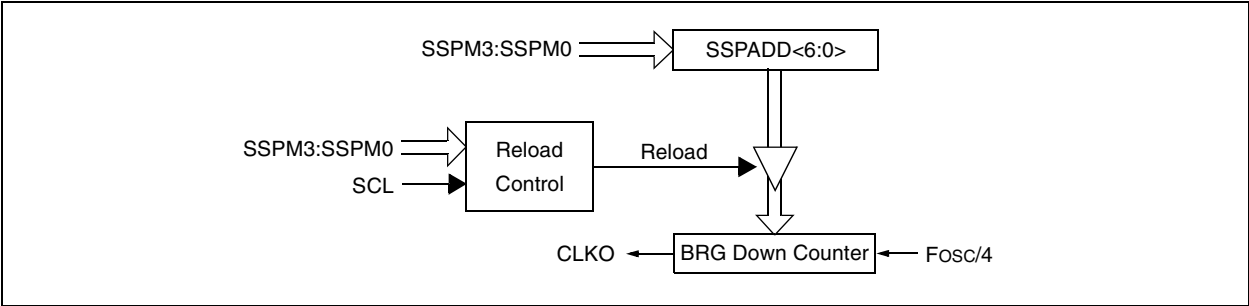 SSPM3:SSPM0
SSPADD<6:0>
SSPM3:SSPM0
SCL
Reload
Control
Reload
CLKO
BRG Down Counter
FOSC/4